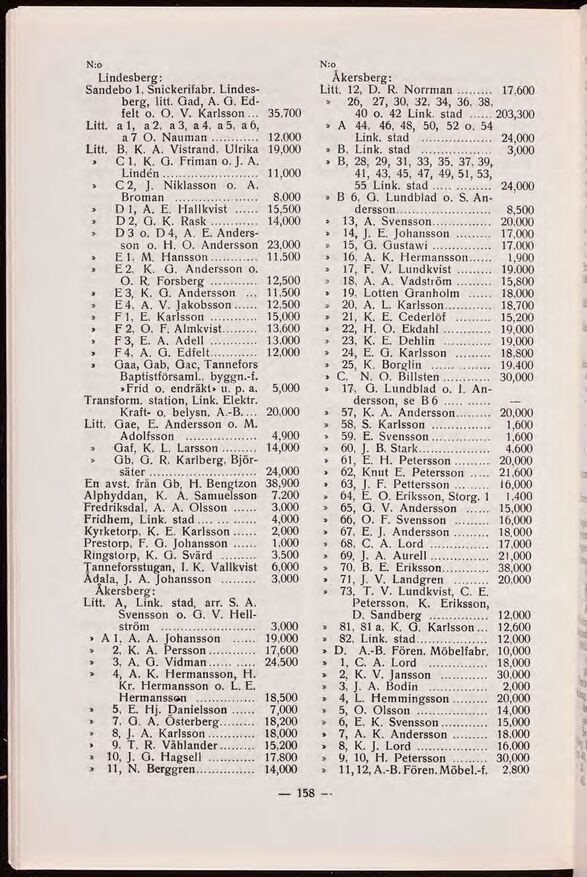 N:o
Lindesberg:
Sandebo 1, Snickerifabr. Lindes-
berg, litt. Gad, A. G. Ed-
felt o. O. V. Karlsson ... 35,700
Litt. a 1, a 2, a 3, a 4, a 5, a 6,
a 7 O. Nauman .......... 12.000
Litt. B, K. A. Vistrand, Ulrika 19,000
» C 1, K. G. Friman o. J. A.
Lindén .......... 11,000
» C 2, J. Niklasson o. A.
Broman .......... 8,000
» D 1, A. E. Hallkvist ...... 15,500
» D 2, G. K. Rask .......... 14,000
» D 3 o. D 4, A. E. Anders-
son o. H. O. Andersson 23,000
» E 1, M. Hansson .......... 11,500
» E 2, K. G. Andersson o.
O. R. Forsberg .......... 12,500
» E 3, K. G. Andersson ... 11.500
» E 4, A. V. Jakobsson ...... 12.500
» F 1, E. Karlsson .......... 15,000
» F 2, O. F. Almkvist ......... 13.600
» F 3, E. A. Adell .......... 13.000
» F 4, A. G. Edfelt .......... 12,000
» Gaa, Gab, Gac, Tannefors
Baptistförsaml., byggn.-f.
»Frid o. endräkt» u. p. a. 5,000
Transform. station, Link. Elektr.
Kraft- o. belysn. A.-B. ... 20,000
Litt. Gae, E. Andersson o. M.
Adolfsson .......... 4,900
» Gaf, K. L. Larsson ......... 14,000
» Gb, G. R. Karlberg, Björ-
säter .......... 24,000
En avst. från Gb, H. Bengtzon 38,900
Alphyddan, K. A. Samuelsson 7,200
Fredriksdal, A. A. Olsson ...... 3.000
Fridhem, Link. stad .......... 4,000
Kyrketorp, K. E. Karlsson ...... 2,000
Prestorp, F. G. Johansson ...... 1.000
Ringstorp, K. G. Svärd ......... 3.500
Tanneforsstugan, I. K. Vallkvist 6,000
Ådala, J. A. Johansson ......... 3,000
Åkersberg:
Litt. A, Link. stad, arr. S. A.
Svensson o. G. V. Hell-
ström .......... 3,000
» A 1, A. A. Johansson ...... 19,000
» 2, K. A. Persson .......... 17,600
» 3, A. G. Vidman .......... 24,500
» 4, A. K. Hermansson, H.
Kr. Hermansson o. L. E.
Hermansson .......... 18,500
» 5, E. Hj. Danielsson ...... 7,000
» 7, G. A. Österberg ......... 18,200
» 8, J. A. Karlsson .......... 18,000
» 9, T. R. Våhlander ......... 15,200
» 10, J. G. Hagsell .......... 17.800
» 11, N. Berggren .......... 14,000
N:o
Åkersberg:
Litt. 12, D. R. Norrman ......... 17.600
» 26, 27, 30, 32, 34, 36, 38,
40 o. 42 Link. stad ...... 203,300
» A 44, 46, 48, 50, 52 o. 54
Link. stad .......... 24,000
» B, Link. stad .......... 3,000
» B, 28, 29, 31, 33, 35, 37, 39,
41, 43, 45, 47, 49, 51, 53,
55 Link. stad .......... 24,000
» B 6, G. Lundblad o. S. An-
dersson .......... 8,500
» 13, A. Svensson .......... 20.000
» 14, J. E. Johansson ......... 17,000
» 15, G. Gustawi .......... 17.000
» 16, A. K. Hermansson ...... 1,900
» 17, F. V. Lundkvist ......... 19.000
» 18, A. A. Vadström ......... 15,800
» 19, Lotten Granholm ...... 18,000
» 20, A. L. Karlsson .......... 18,700
» 21, K. E. Cederlöf ......... 15,200
» 22, H. O. Ekdahl .......... 19,000
» 23, K. E. Dehlin .......... 19.000
» 24, E. G. Karlsson ......... 18.800
» 25, K. Borglin .......... 19.400
» C, N. O. Billsten .......... 30,000
» 17, G. Lundblad o. I. An-
dersson, se B 6 ...... —
» 57, K. A. Andersson ......... 20,000
» 58, S. Karlsson .......... 1,600
» 59, E. Svensson .......... 1,600
» 60, J. B. Stark .......... 4.600
» 61, E. H. Petersson ......... 20,000
» 62, Knut E. Petersson ..... 21,600
» 63, J. F. Pettersson ......... 16,000
» 64, E. O. Eriksson, Storg. 1 1,400
» 65, G. V. Andersson ...... 15,000
» 66, O. F. Svensson ......... 16,000
» 67, E. J. Andersson ......... 18,000
» 68, C. A. Lord .......... 17,000
» 69, J. A. Aurell .......... 21,000
» 70, B. E. Eriksson .......... 38,000
» 71, J. V. Landgren ......... 20.000
» 73, T. V. Lundkvist, C. E.
Petersson, K. Eriksson,
D. Sandberg .......... 12,000
» 81, 81 a, K. G. Karlsson ... 12,600
» 82, Link. stad .......... 12,000
» D, A.-B. Fören. Möbelfabr. 10,000
» 1, C. A. Lord .......... 18,000
» 2, K. V. Jansson .......... 30.000
» 3, J. A. Bodin .......... 2,000
» 4, L. Hemmingsson ......... 20,000
» 5, O. Olsson .......... 14,000
» 6, E. K. Svensson .......... 15,000
» 7, A. K. Andersson ......... 18.000
» 8, K. J. Lord .......... 16.000
» 9, 10, H. Petersson ......... 30,000
» 11, 12, A.-B. Fören. Möbel.-f. 2.800
— 158 —